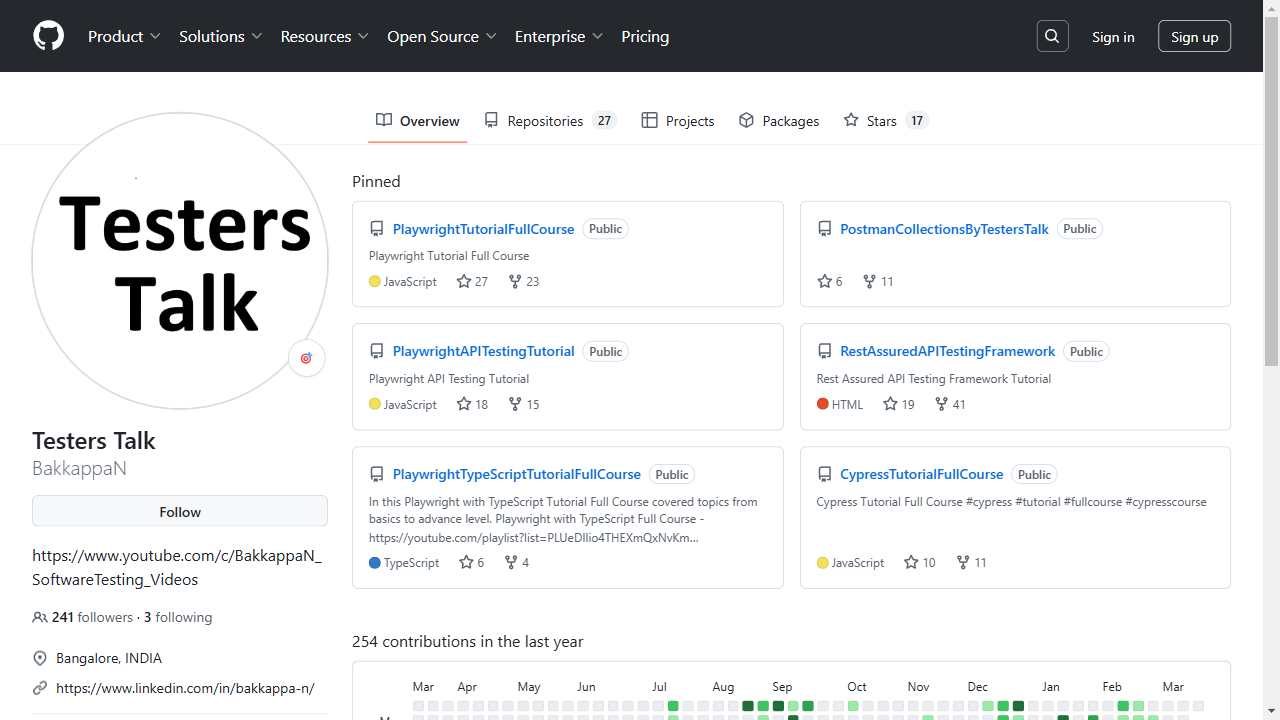 Product Solutions Resources Open Source Enterprise Pricing Sign in Sign up
Overview Repositories 27 Projects Packages Stars 17
Testers
Talk
Testers Talk
BakkappaN
Follow
https://www.youtube.com/c/BakkappaN_
SoftwareTesting_Videos
241 followers · 3 following
Bangalore, INDIA
https://www.linkedin.com/in/bakkappa-n/
Pinned
PlaywrightTutorialFullCourse Public
Playwright Tutorial Full Course
JavaScript 27 23
PostmanCollectionsByTestersTalk Public
6 11
PlaywrightAPITestingTutorial Public
Playwright API Testing Tutorial
JavaScript 18 15
RestAssuredAPITestingFramework Public
Rest Assured API Testing Framework Tutorial
HTML 19 41
PlaywrightTypeScriptTutorialFullCourse Public
In this Playwright with TypeScript Tutorial Full Course covered topics from
basics to advance level. Playwright with TypeScript Full Course -
https://youtube.com/playlist?list=PLUeDIlio4THEXmQxNvKm...
TypeScript 6 4
CypressTutorialFullCourse Public
Cypress Tutorial Full Course #cypress #tutorial #fullcourse #cypresscourse
JavaScript 10 11
254 contributions in the last year
Mar Apr May Jun Jul Aug Sep Oct Nov Dec Jan Feb Mar